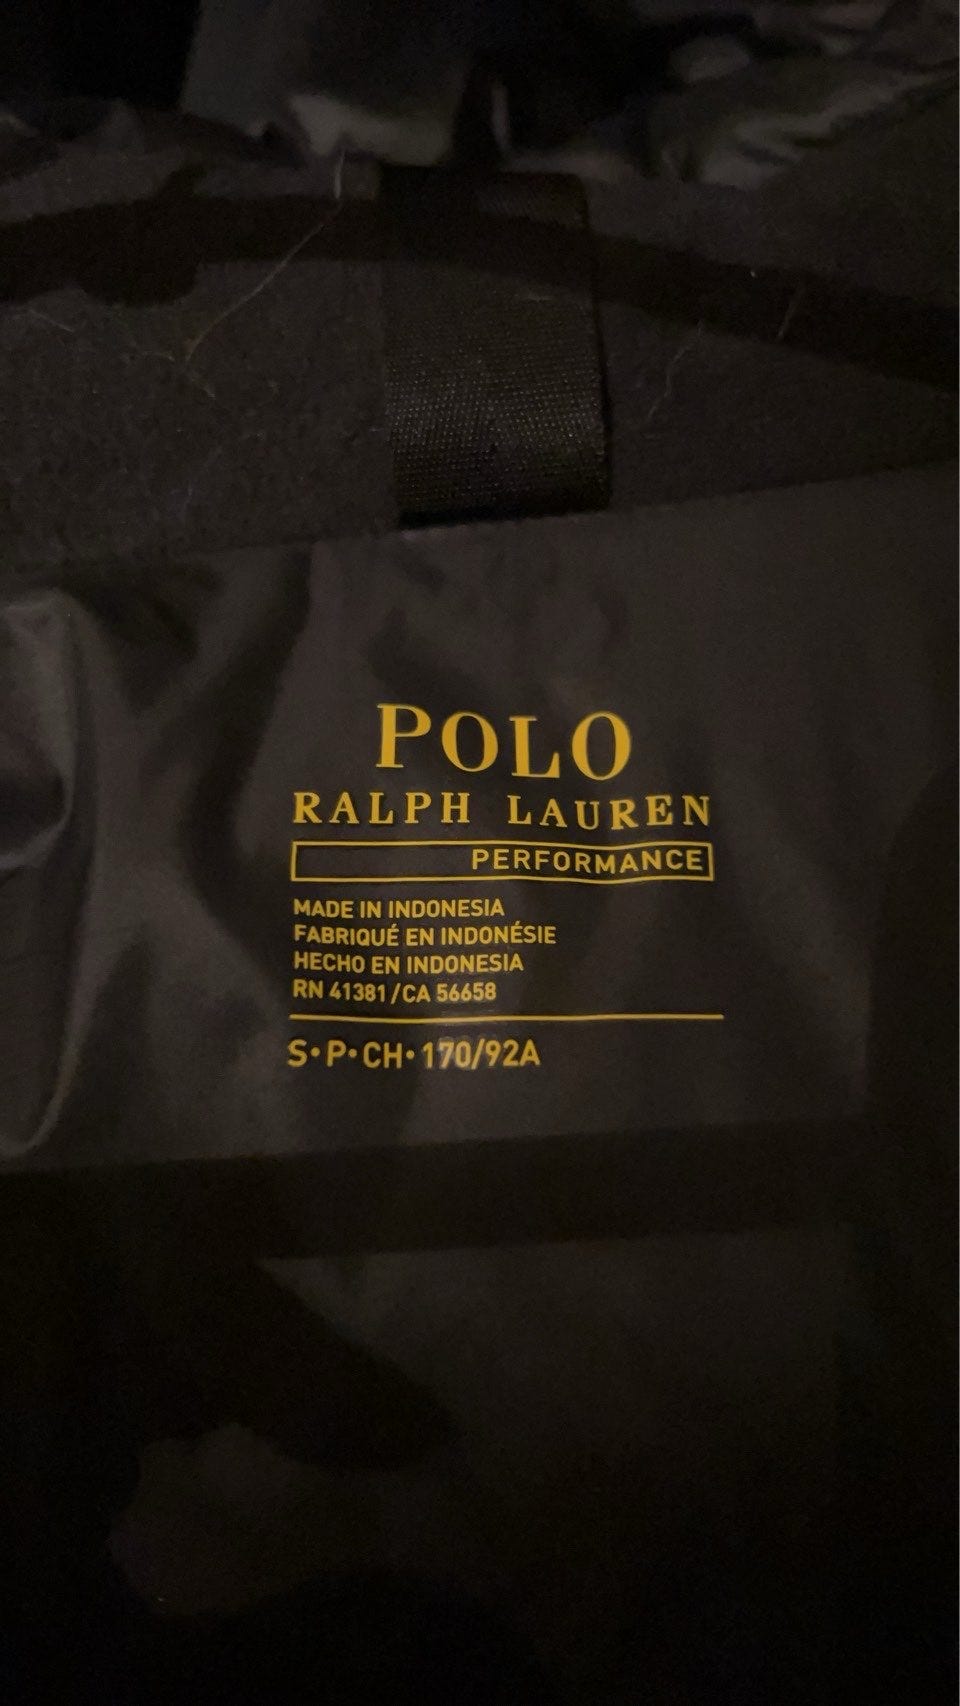 POLO
RALPH LAUREN
PERFORMANCE
MADE IN INDONESIA
FABRIQUÉ EN INDONÉSIE
HECHO EN INDONESIA
RN 41381/CA 56658
S•P•CH•170/92A